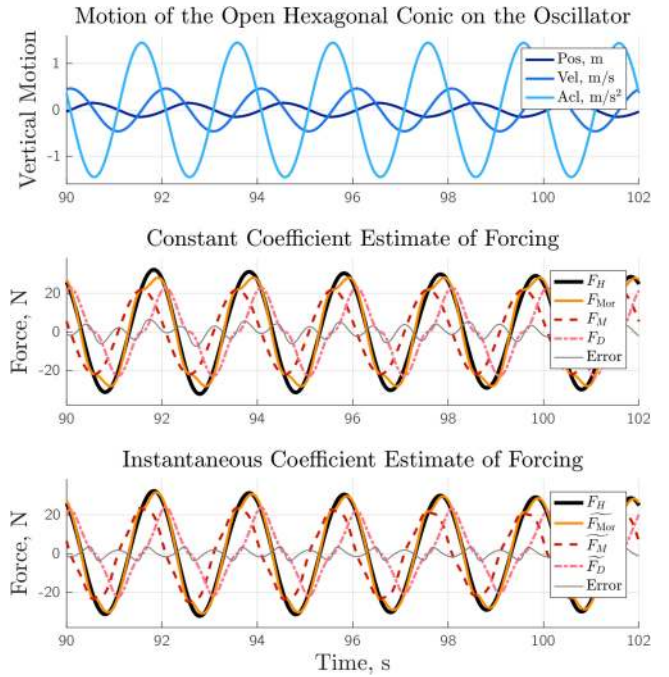 Motion of the Open Hexagonal Conic on the Oscillator
Vertical Motion
1
0
-1
Pos, m
Vel, m/s
Acl, m/s²
90 92 94 96 98 100 102
Constant Coefficient Estimate of Forcing
Force, N
20
0
-20
F_H
F_Mor
F_M
F_D
Error
90 92 94 96 98 100 102
Instantaneous Coefficient Estimate of Forcing
Force, N
20
0
-20
F_H
F̃_Mor
F̃_M
F̃_D
Error
90 92 94 96 98 100 102
Time, s